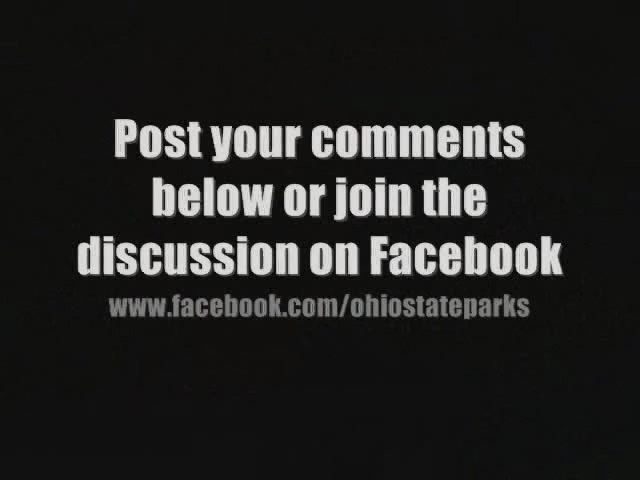 Post your comments
below or join the
discussion on Facebook
www.facebook.com/ohiostateparks